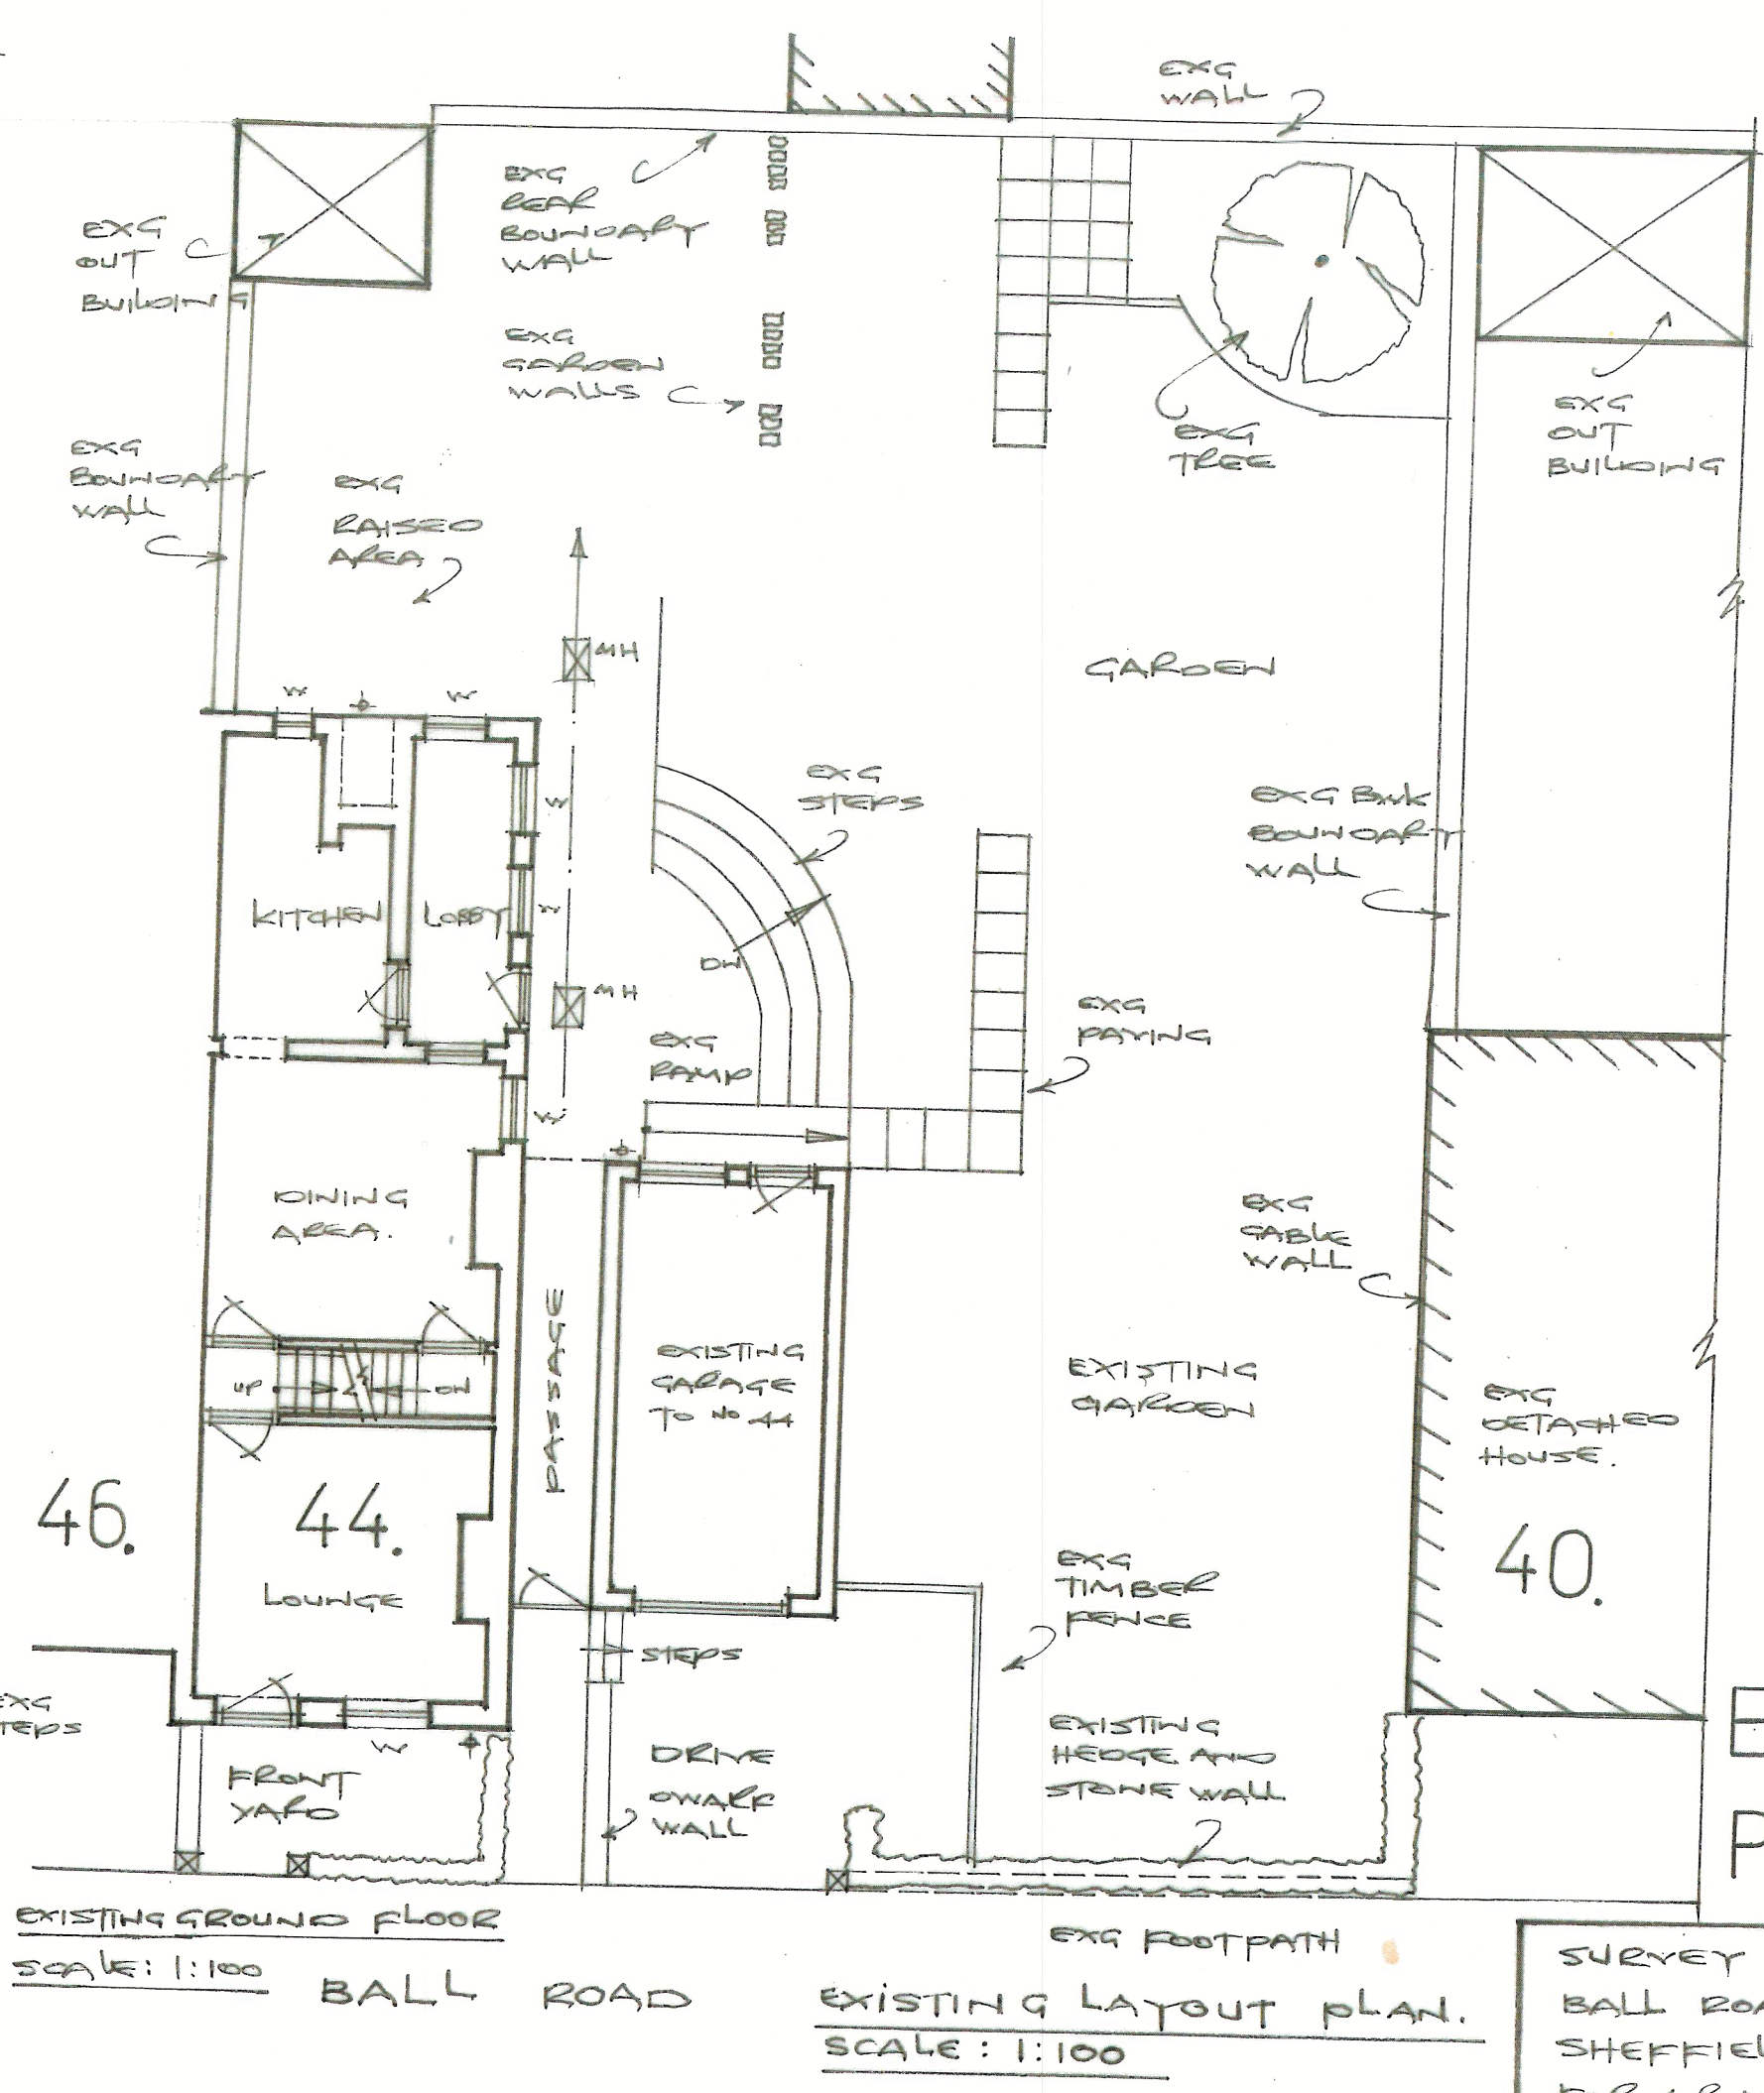 EXG
WALL
EXG
REAR
BOUNDARY
WALL
EXG
OUT
BUILDING
EXG
GARDEN
WALLS
EXG
TREE
EXG
OUT
BUILDING
EXG
BOUNDARY
WALL
EXG
RAISED
AREA
MH
GARDEN
W
W
EXG
STEPS
W
EXG Bwk
BOUNDARY
WALL
KITCHEN
LOBBY
W
DN
MH
EXG
PAVING
EXG
RAMP
W
DINING
AREA.
EXG
GABLE
WALL
PASSAGE
EXISTING
GARAGE
TO No 44
EXISTING
GARDEN
UP
DN
EXG
DETACHED
HOUSE.
46.
44.
LOUNGE
40.
EXG
TIMBER
FENCE
STEPS
EXG
STEPS
W
FRONT
YARD
DRIVE
DWARF
WALL
EXISTING
HEDGE AND
STONE WALL
E
P
EXISTING GROUND FLOOR
SCALE: 1:100
BALL ROAD
EXG FOOTPATH
EXISTING LAYOUT PLAN.
SCALE: 1:100
SURVEY
BALL ROA
SHEFFIEL